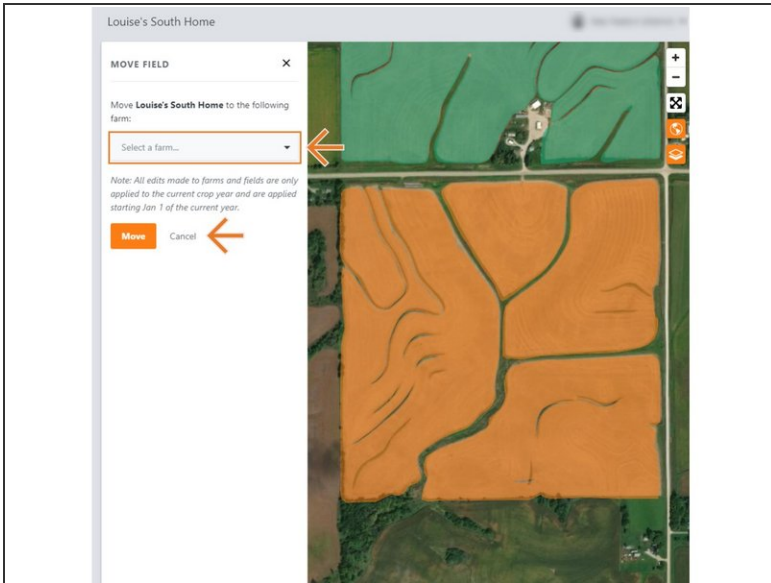 Louise's South Home
MOVE FIELD
Move Louise's South Home to the following
farm:
Select a farm...
Note: All edits made to farms and fields are only
applied to the current crop year and are applied
starting Jan 1 of the current year.
Move Cancel